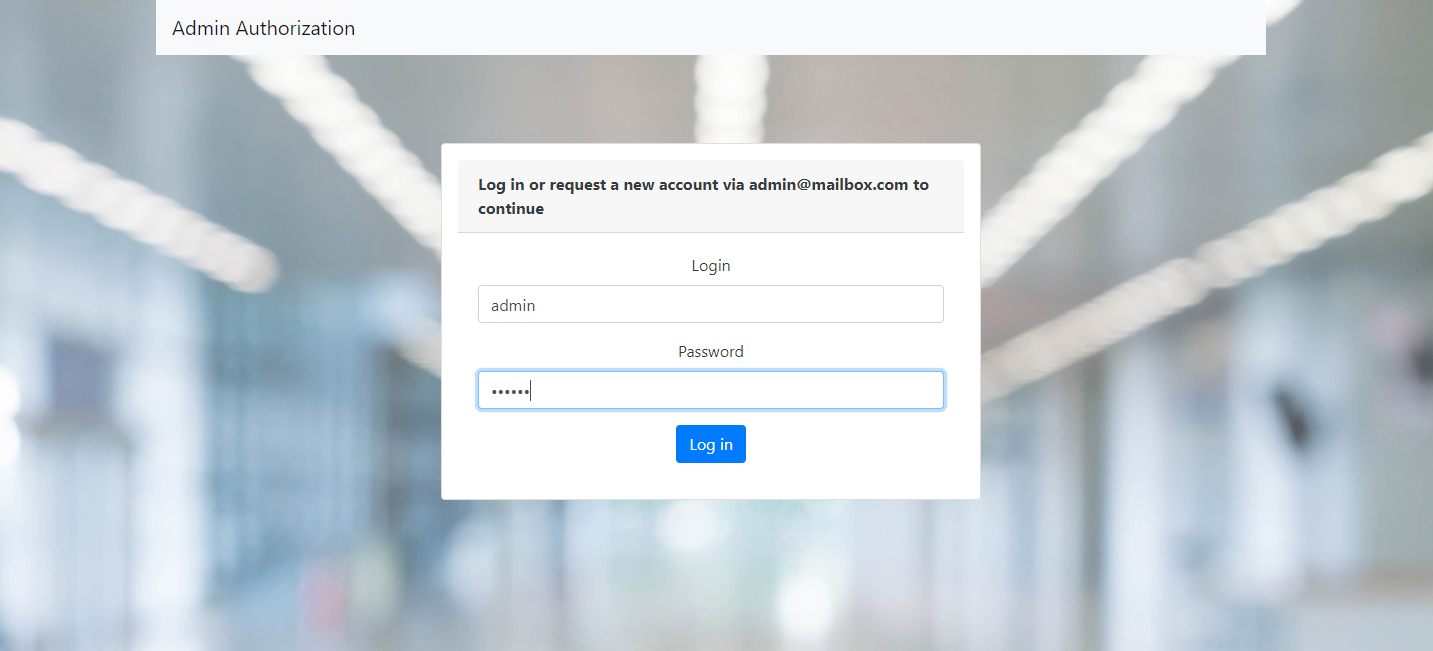 Admin Authorization
Log in or request a new account via admin@mailbox.com to
continue
Login
admin
Password
••••••
Log in